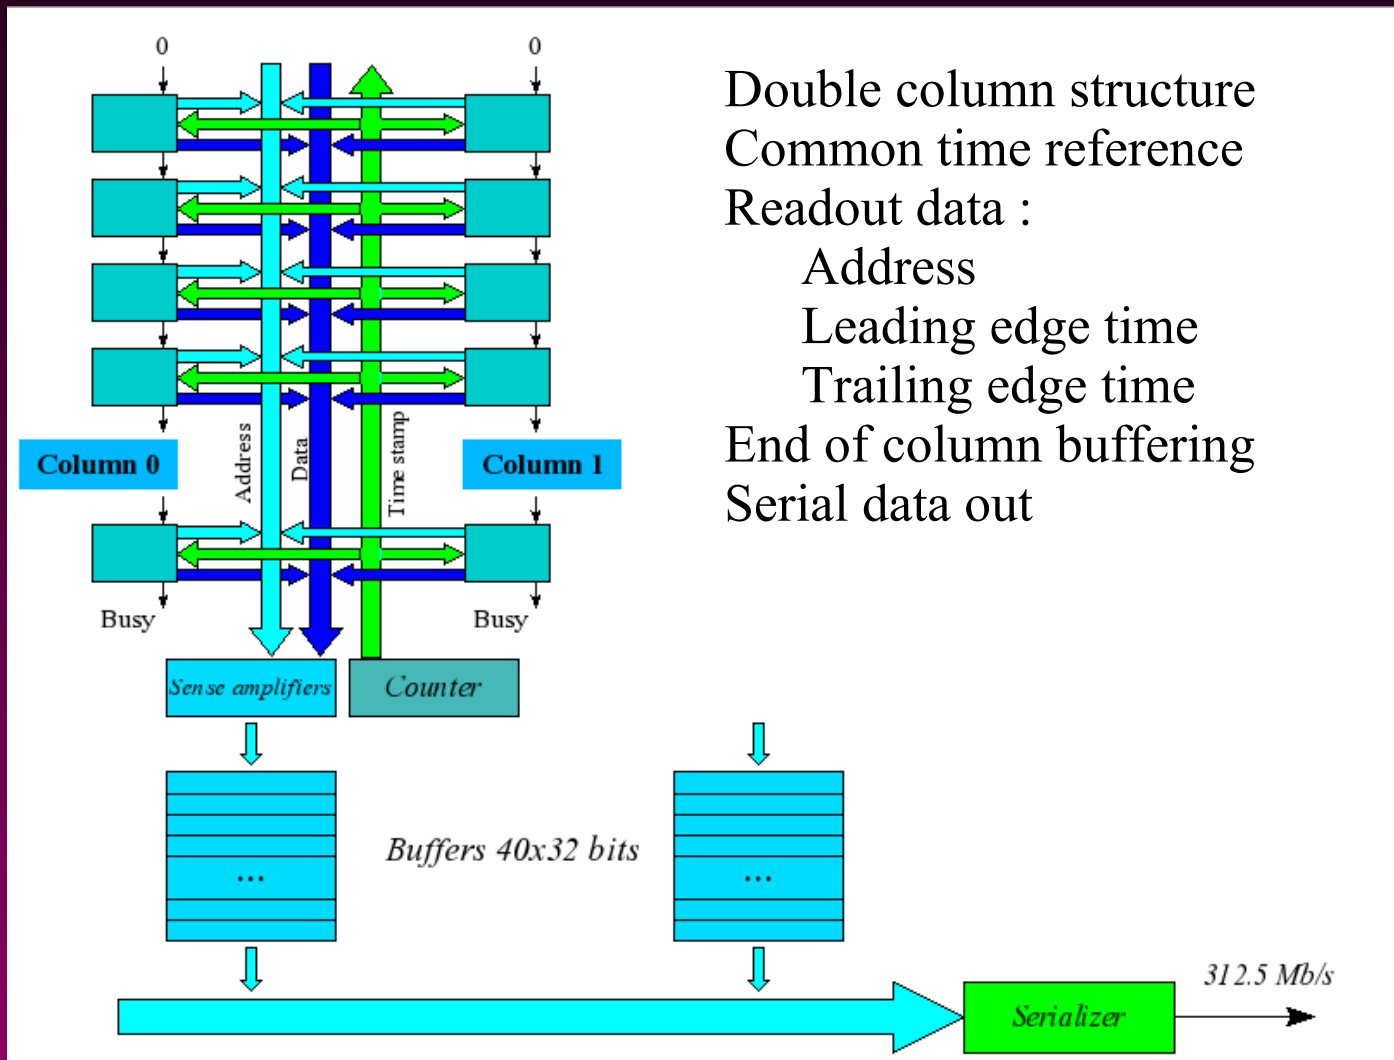 0
0
Double column structure
Common time reference
Readout data :
Address
Leading edge time
Trailing edge time
End of column buffering
Serial data out
Column 0
Address
Data
Time stamp
Column 1
Busy
Busy
Sense amplifiers
Counter
Buffers 40x32 bits
...
...
312.5 Mb/s
Serializer